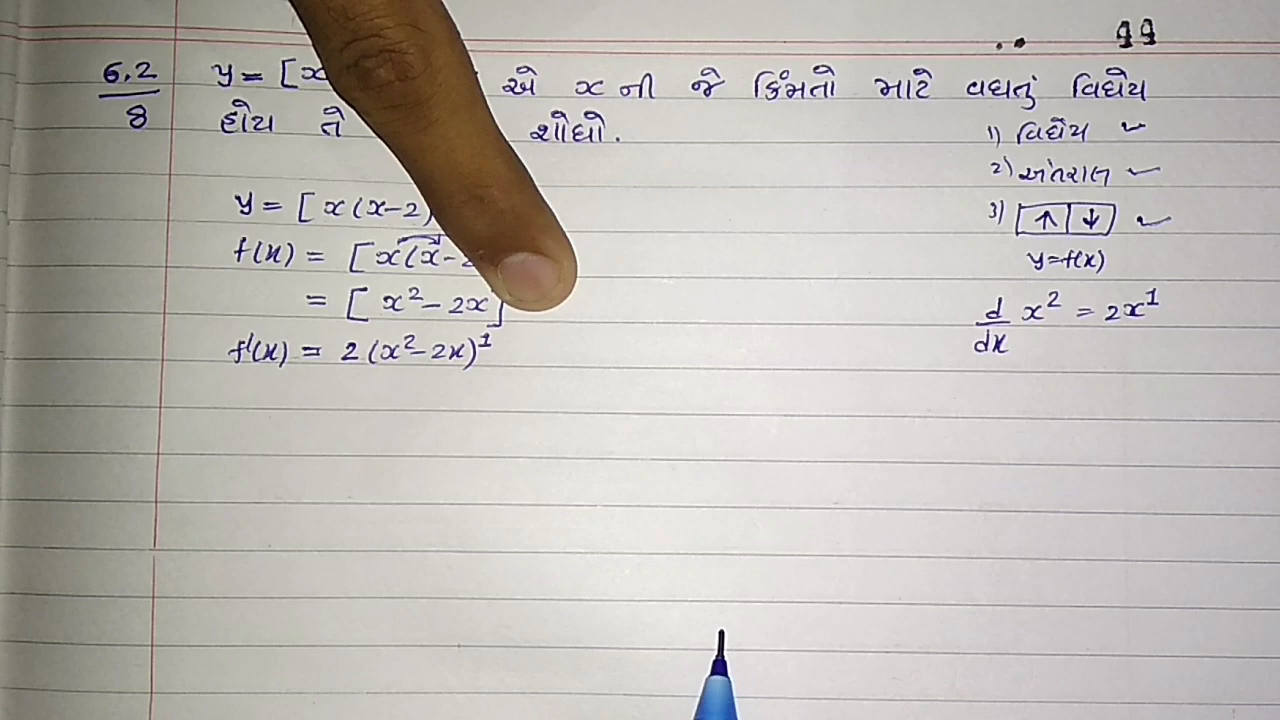 99
6.2
8
y = [x એ x ની જે કિંમતો માટે વધતું વિધેય
હોય તે શોધો.
1) વિધેય ✓
2) અંતરાલ ✓
3) ↑ ↓ ✓
y=f(x)
d/dx x² = 2x¹
y = [x(x-2)
f(x) = [x(x-2
= [x²-2x]
f'(x) = 2(x²-2x)¹